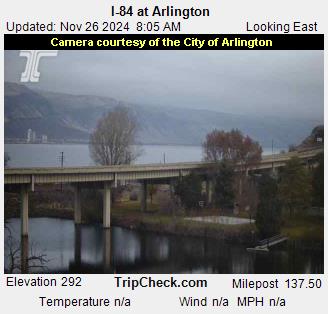 I-84 at Arlington
Updated: Nov 26 2024 8:05 AM Looking East
Camera courtesy of the City of Arlington
Elevation 292 TripCheck.com Milepost 137.50
Temperature n/a Wind n/a MPH n/a